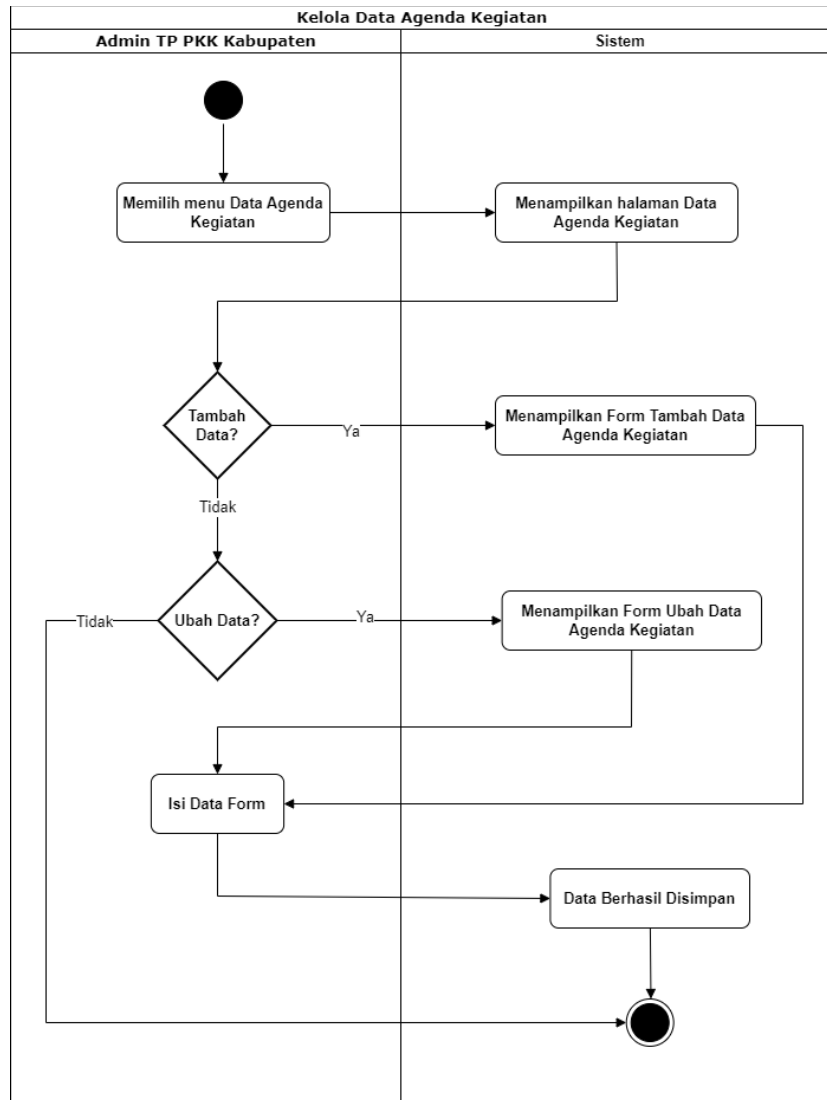 Kelola Data Agenda Kegiatan
Admin TP PKK Kabupaten
Sistem
Memilih menu Data Agenda
Kegiatan
Menampilkan halaman Data
Agenda Kegiatan
Tambah
Data?
Ya
Menampilkan Form Tambah Data
Agenda Kegiatan
Tidak
Tidak
Ubah Data?
Ya
Menampilkan Form Ubah Data
Agenda Kegiatan
Isi Data Form
Data Berhasil Disimpan